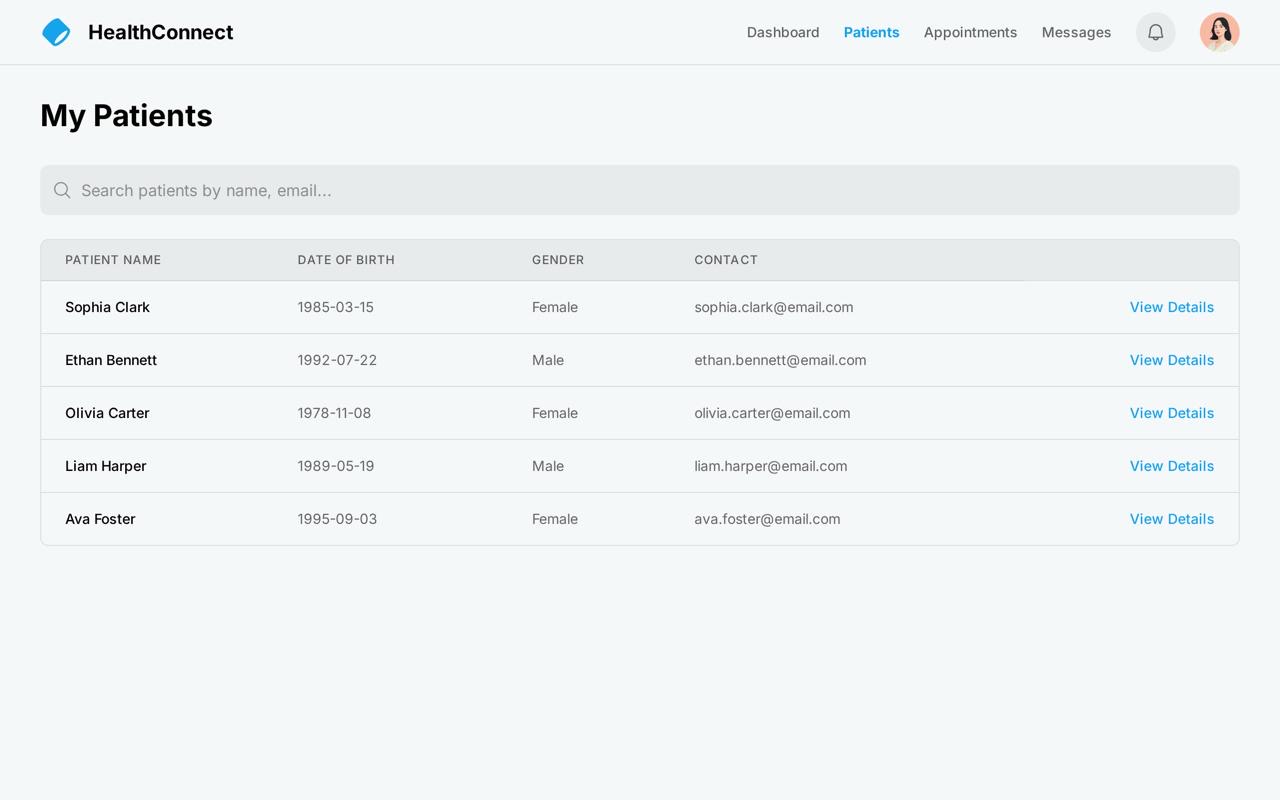 HealthConnect
Dashboard Patients Appointments Messages
My Patients
Search patients by name, email...
PATIENT NAME DATE OF BIRTH GENDER CONTACT
Sophia Clark 1985-03-15 Female sophia.clark@email.com View Details
Ethan Bennett 1992-07-22 Male ethan.bennett@email.com View Details
Olivia Carter 1978-11-08 Female olivia.carter@email.com View Details
Liam Harper 1989-05-19 Male liam.harper@email.com View Details
Ava Foster 1995-09-03 Female ava.foster@email.com View Details